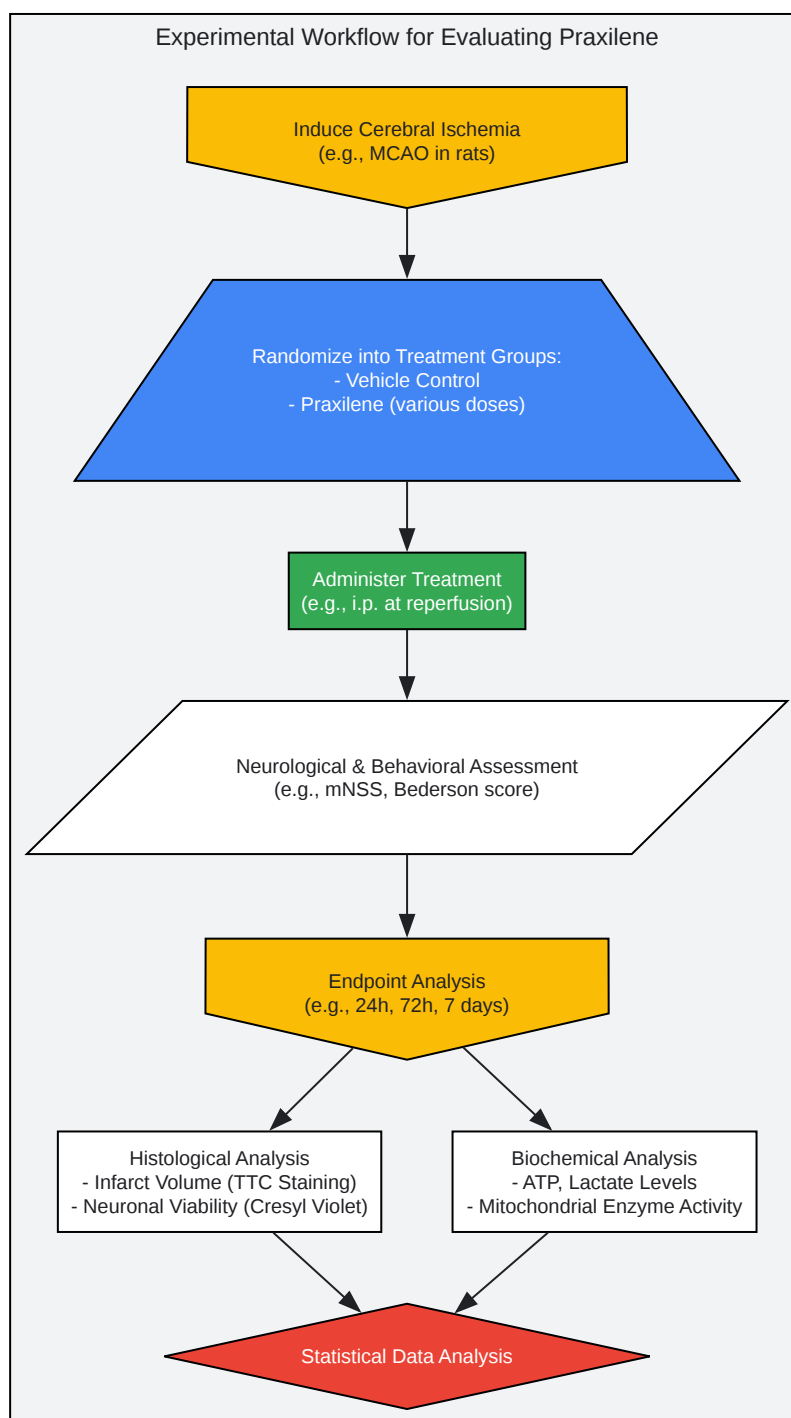 Experimental Workflow for Evaluating Praxilene
Induce Cerebral Ischemia
(e.g., MCAO in rats)
Randomize into Treatment Groups:
- Vehicle Control
- Praxilene (various doses)
Administer Treatment
(e.g., i.p. at reperfusion)
Neurological & Behavioral Assessment
(e.g., mNSS, Bederson score)
Endpoint Analysis
(e.g., 24h, 72h, 7 days)
Histological Analysis
- Infarct Volume (TTC Staining)
- Neuronal Viability (Cresyl Violet)
Biochemical Analysis
- ATP, Lactate Levels
- Mitochondrial Enzyme Activity
Statistical Data Analysis